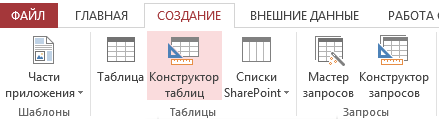 ФАЙЛ ГЛАВНАЯ СОЗДАНИЕ ВНЕШНИЕ ДАННЫЕ РАБОТА
Части приложения
Таблица
Конструктор таблиц
Списки SharePoint
Мастер запросов
Конструктор запросов
Шаблоны Таблицы Запросы